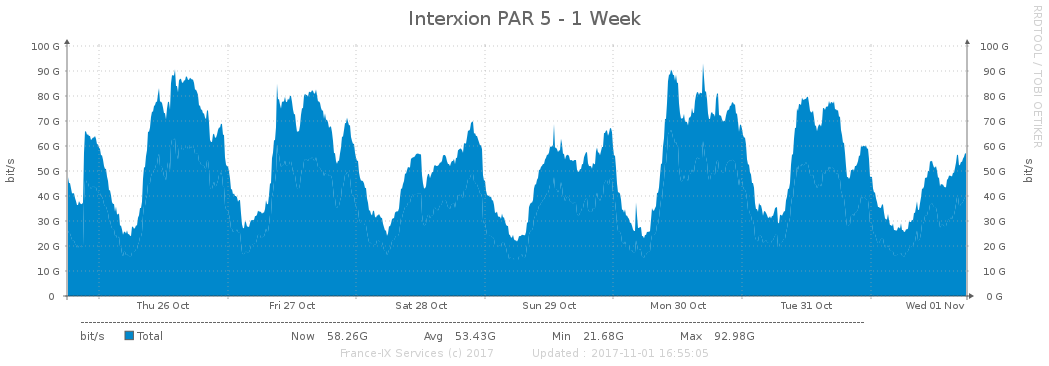 Interxion PAR 5 - 1 Week
RRDTOOL / TOBI OETIKER
bit/s
100 G
90 G
80 G
70 G
60 G
50 G
40 G
30 G
20 G
10 G
0
100 G
90 G
80 G
70 G
60 G
50 G
40 G
30 G
20 G
10 G
0 G
bit/s
Thu 26 Oct Fri 27 Oct Sat 28 Oct Sun 29 Oct Mon 30 Oct Tue 31 Oct Wed 01 Nov
bit/s Total Now 58.26G Avg 53.43G Min 21.68G Max 92.98G
France-IX Services (c) 2017 Updated : 2017-11-01 16:55:05